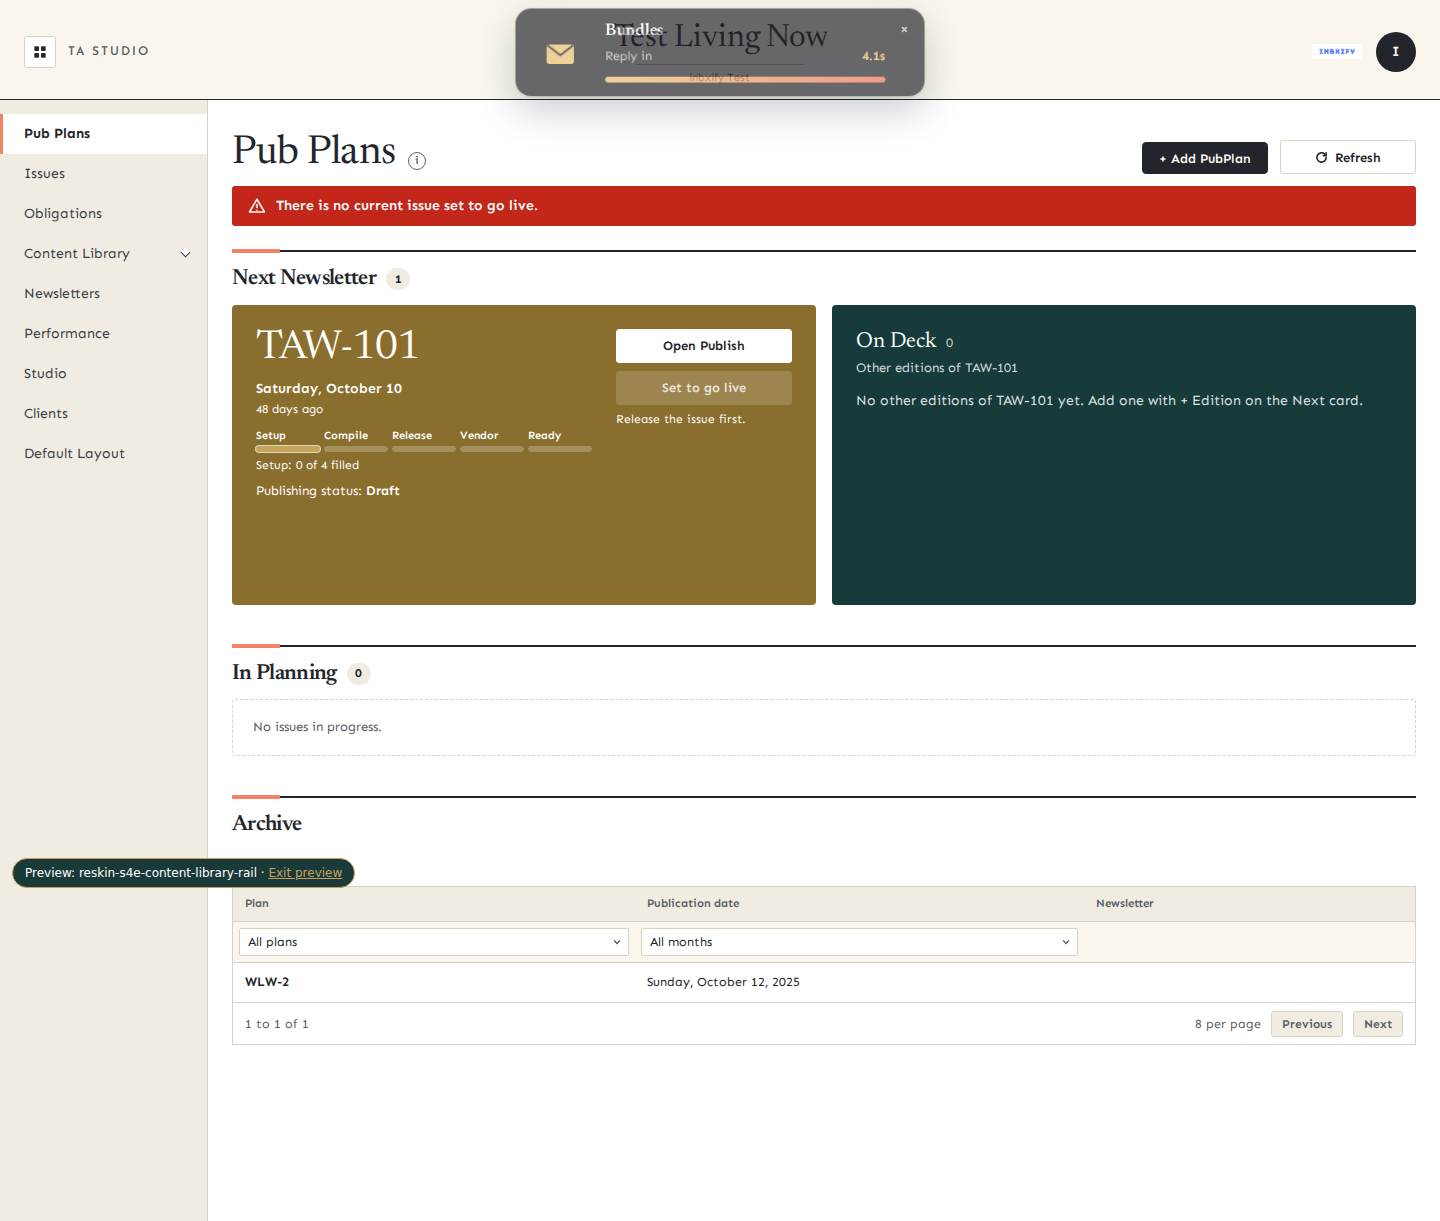 TA STUDIO
Bundles
Test Living Now
Reply in
4.1s
Inbxify Test
×
INBXIFY
I
Pub Plans
Issues
Obligations
Content Library
Newsletters
Performance
Studio
Clients
Default Layout
Pub Plans
i
+ Add PubPlan
Refresh
There is no current issue set to go live.
Next Newsletter 1
TAW-101
Saturday, October 10
48 days ago
Setup Compile Release Vendor Ready
Setup: 0 of 4 filled
Publishing status: Draft
Open Publish
Set to go live
Release the issue first.
On Deck 0
Other editions of TAW-101
No other editions of TAW-101 yet. Add one with + Edition on the Next card.
In Planning 0
No issues in progress.
Archive
Preview: reskin-s4e-content-library-rail · Exit preview
Plan Publication date Newsletter
All plans All months
WLW-2 Sunday, October 12, 2025
1 to 1 of 1 8 per page Previous Next